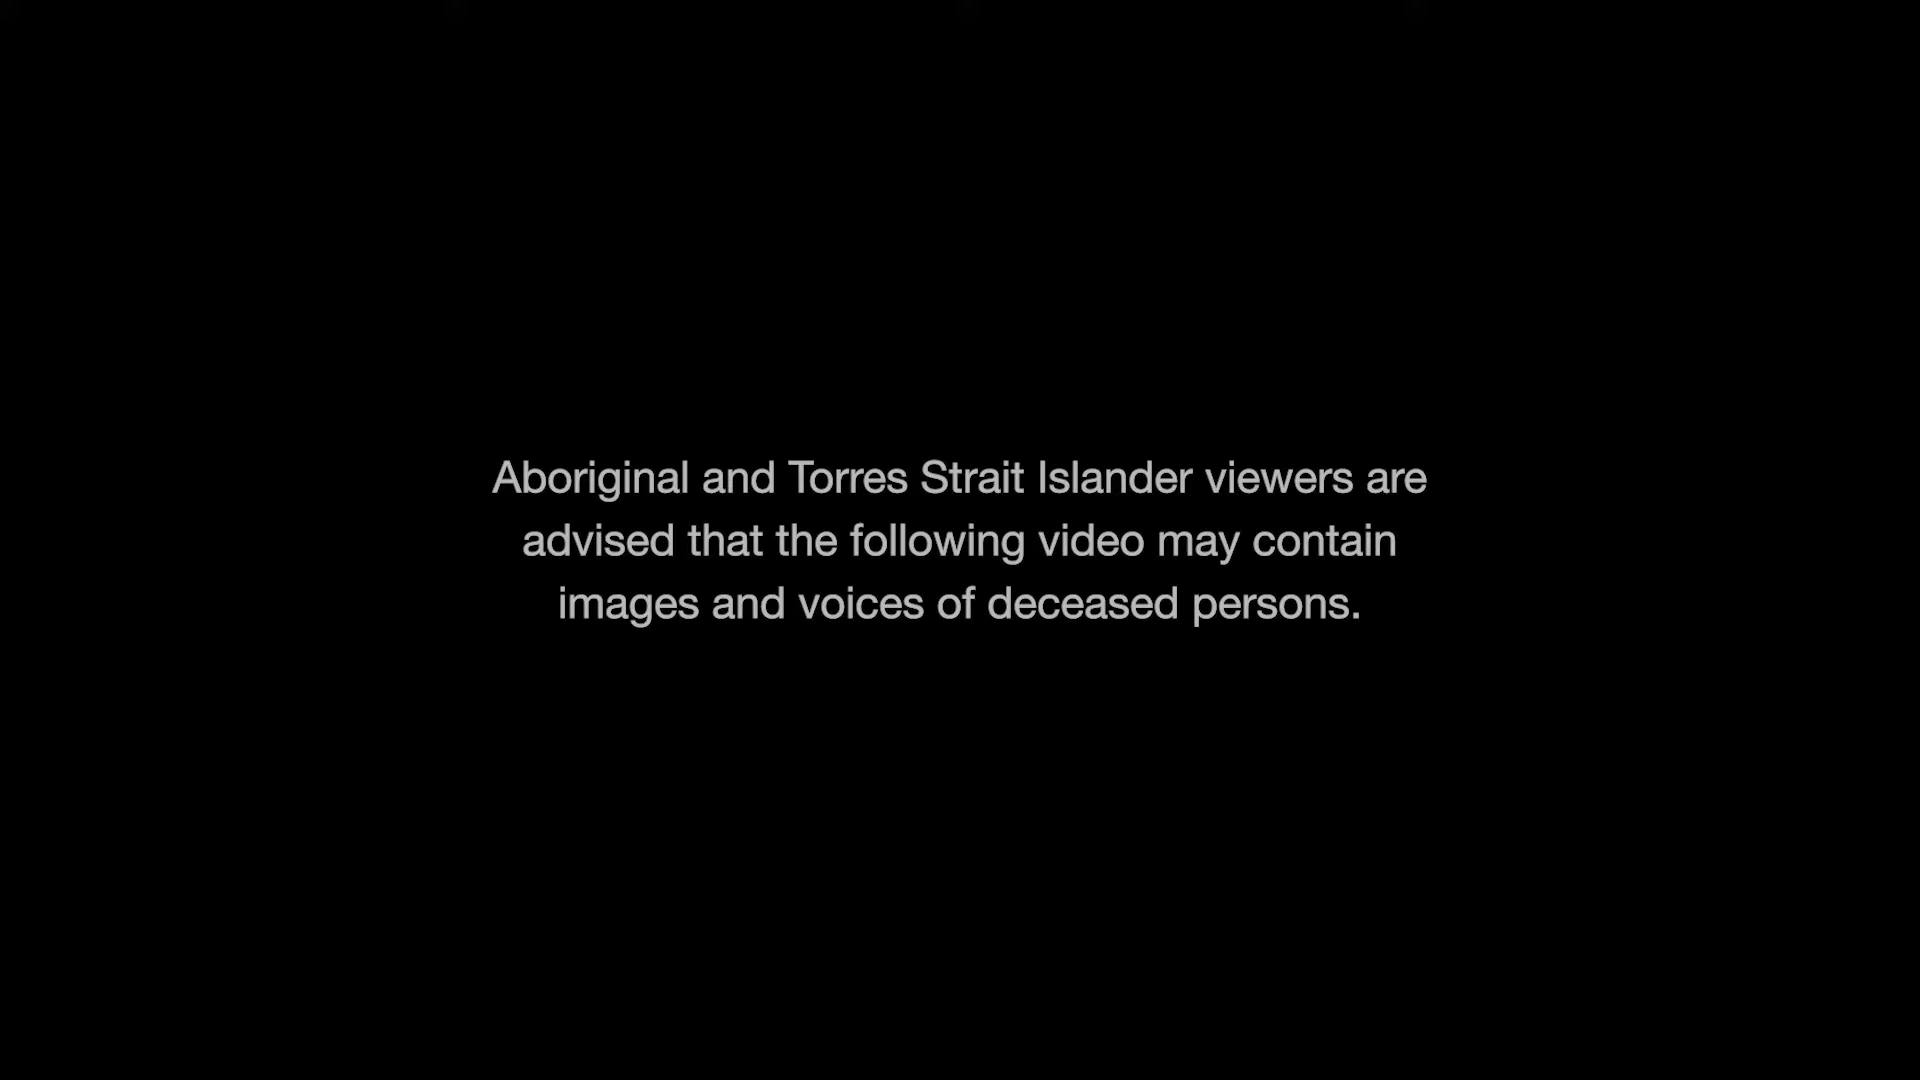 Aboriginal and Torres Strait Islander viewers are
advised that the following video may contain
images and voices of deceased persons.